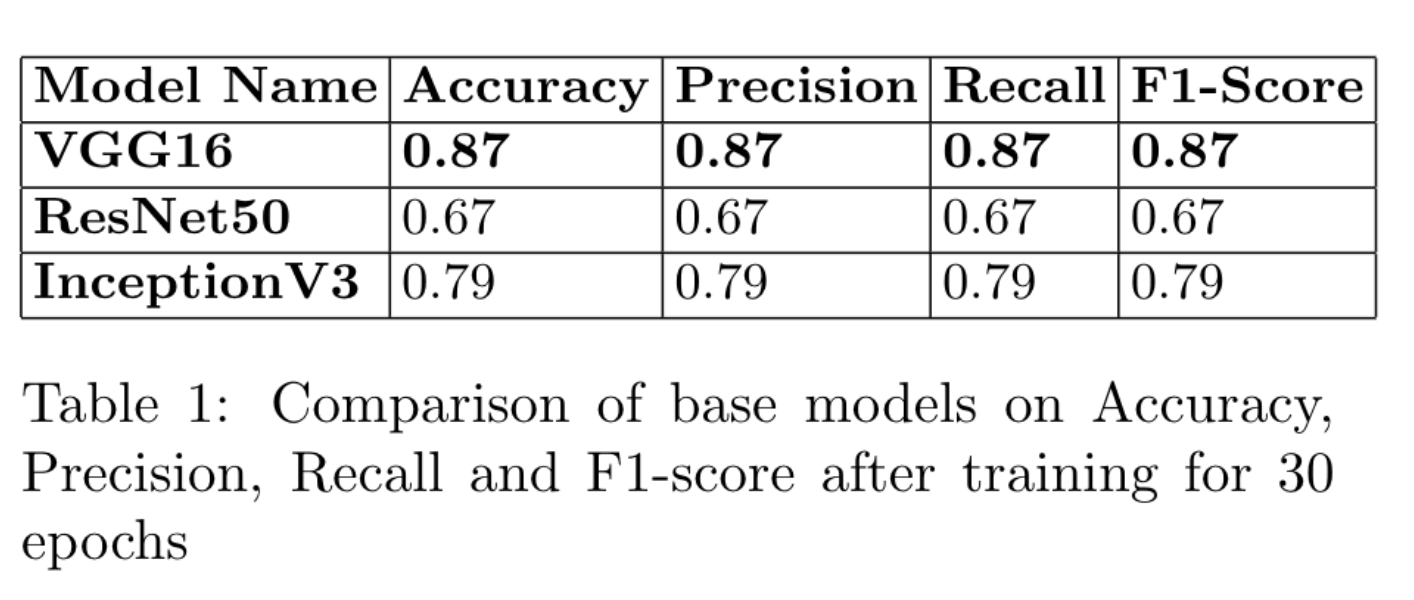 Model Name Accuracy Precision Recall F1-Score
VGG16 0.87 0.87 0.87 0.87
ResNet50 0.67 0.67 0.67 0.67
InceptionV3 0.79 0.79 0.79 0.79
Table 1: Comparison of base models on Accuracy,
Precision, Recall and F1-score after training for 30
epochs